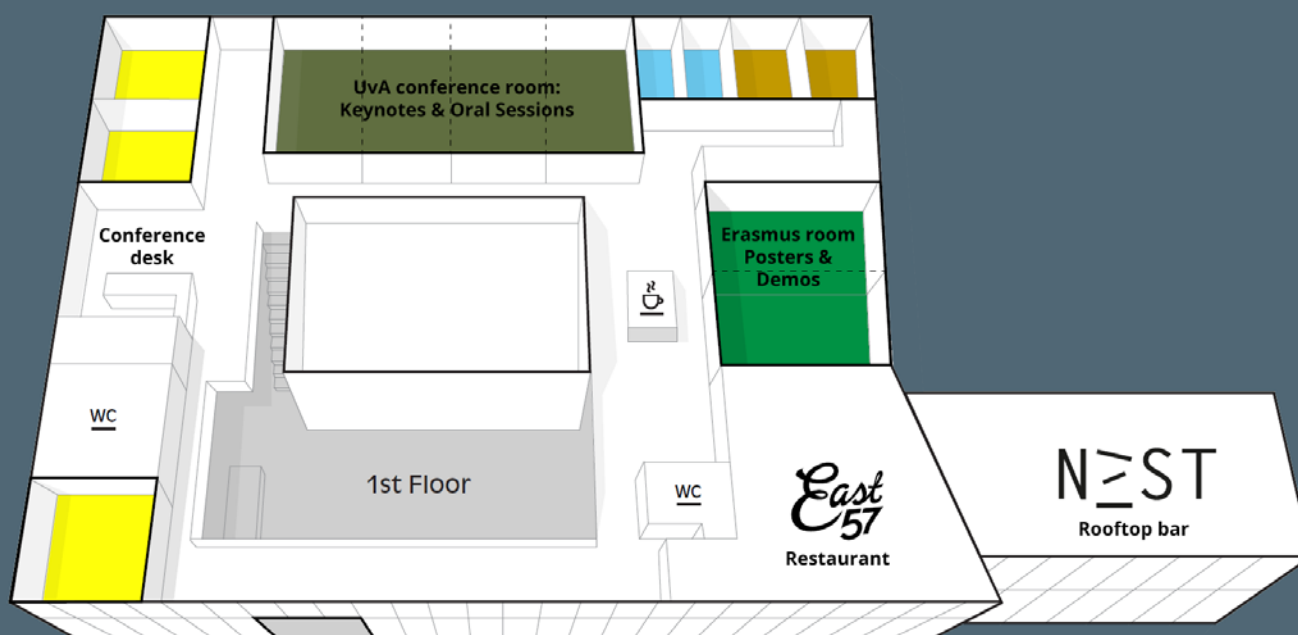 UvA conference room:
Keynotes & Oral Sessions
Conference
desk
Erasmus room
Posters &
Demos
WC
1st Floor
WC
East
57
Restaurant
NEST
Rooftop bar